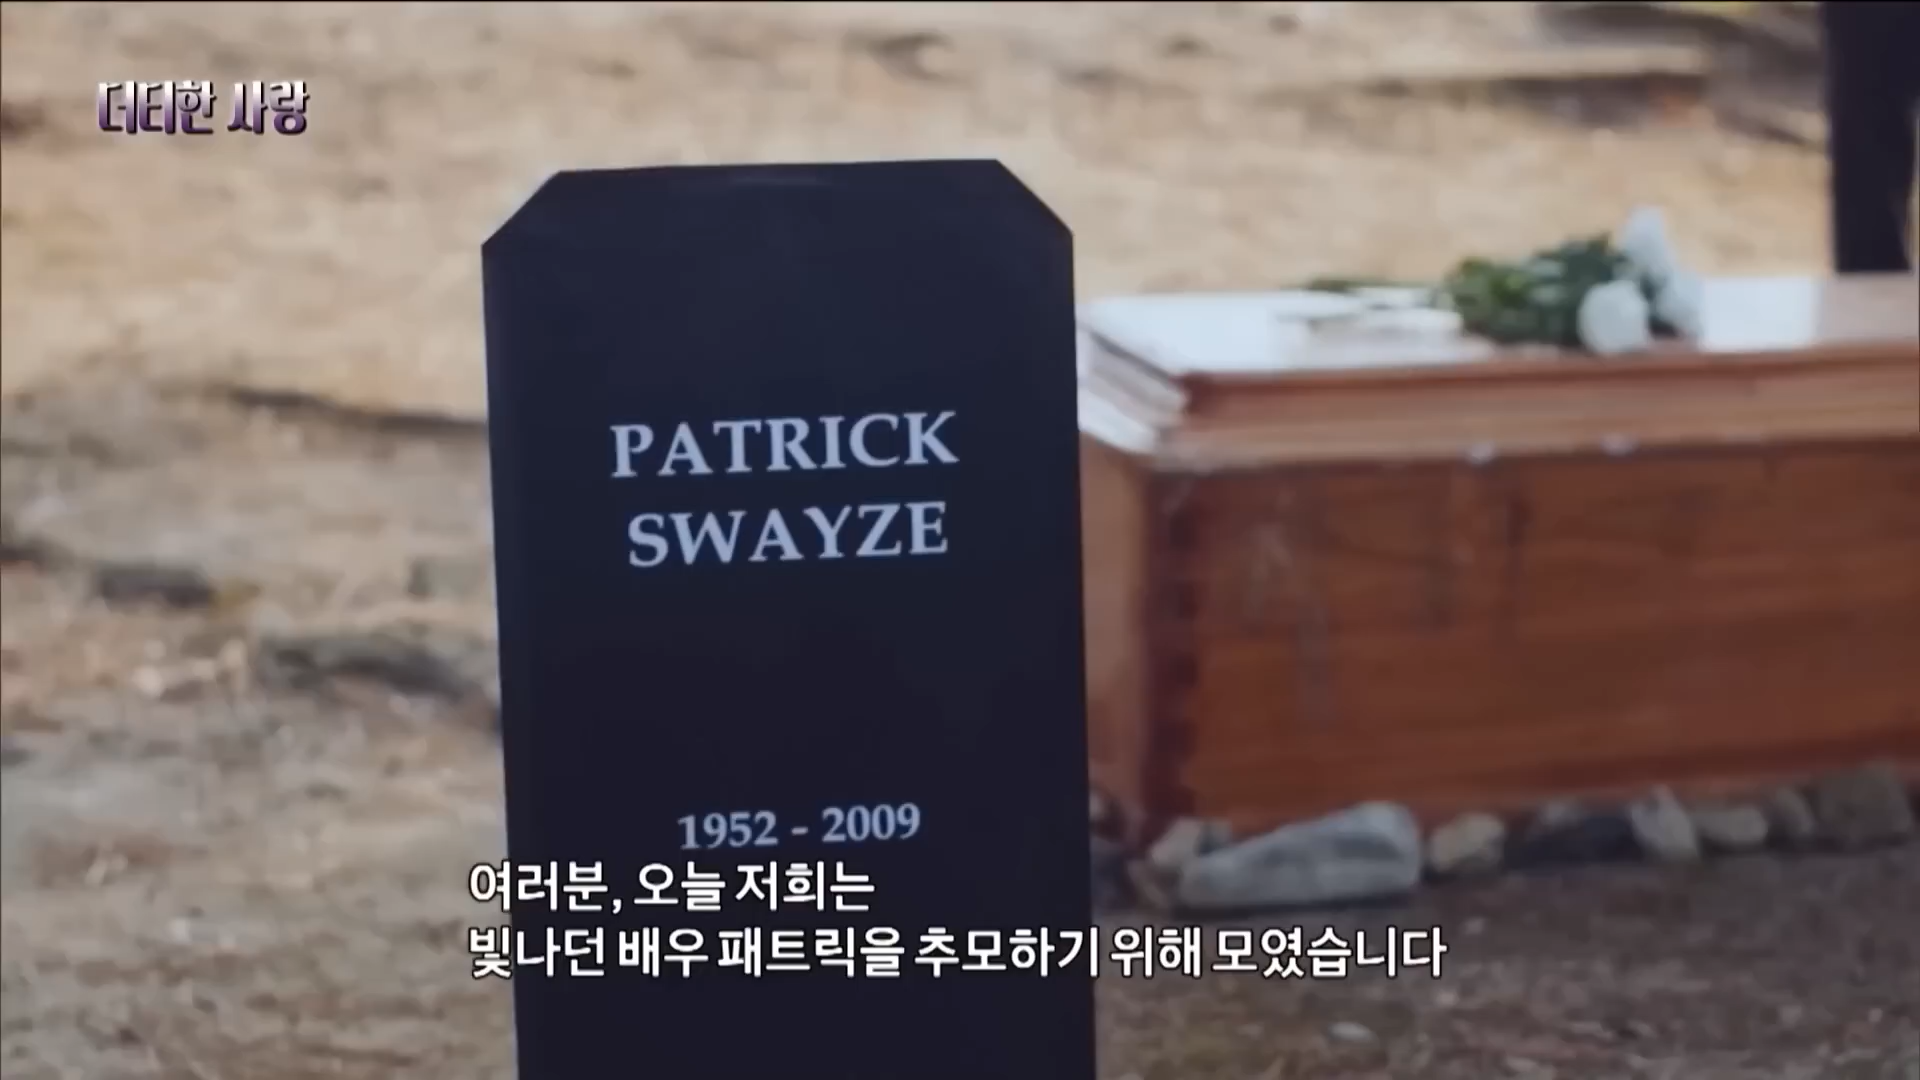 더티한 사랑
PATRICK
SWAYZE
1952 - 2009
여러분, 오늘 저희는
빛나던 배우 패트릭을 추모하기 위해 모였습니다